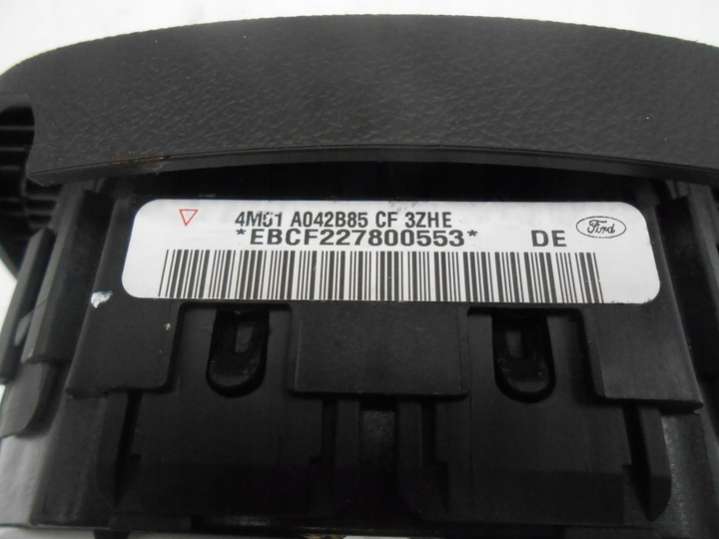 4M51 A042B85 CF 3ZHE
*EBCF227800553*
DE Ford